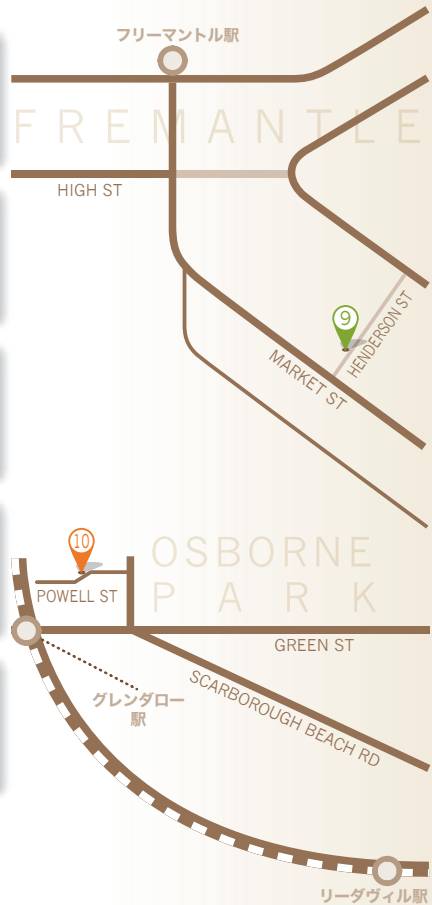 フリーマントル駅
FREMANTLE
HIGH ST
9
HENDERSON ST
MARKET ST
10
OSBORNE
PARK
POWELL ST
GREEN ST
SCARBOROUGH BEACH RD
グレンダロー
駅
リーダヴィル駅